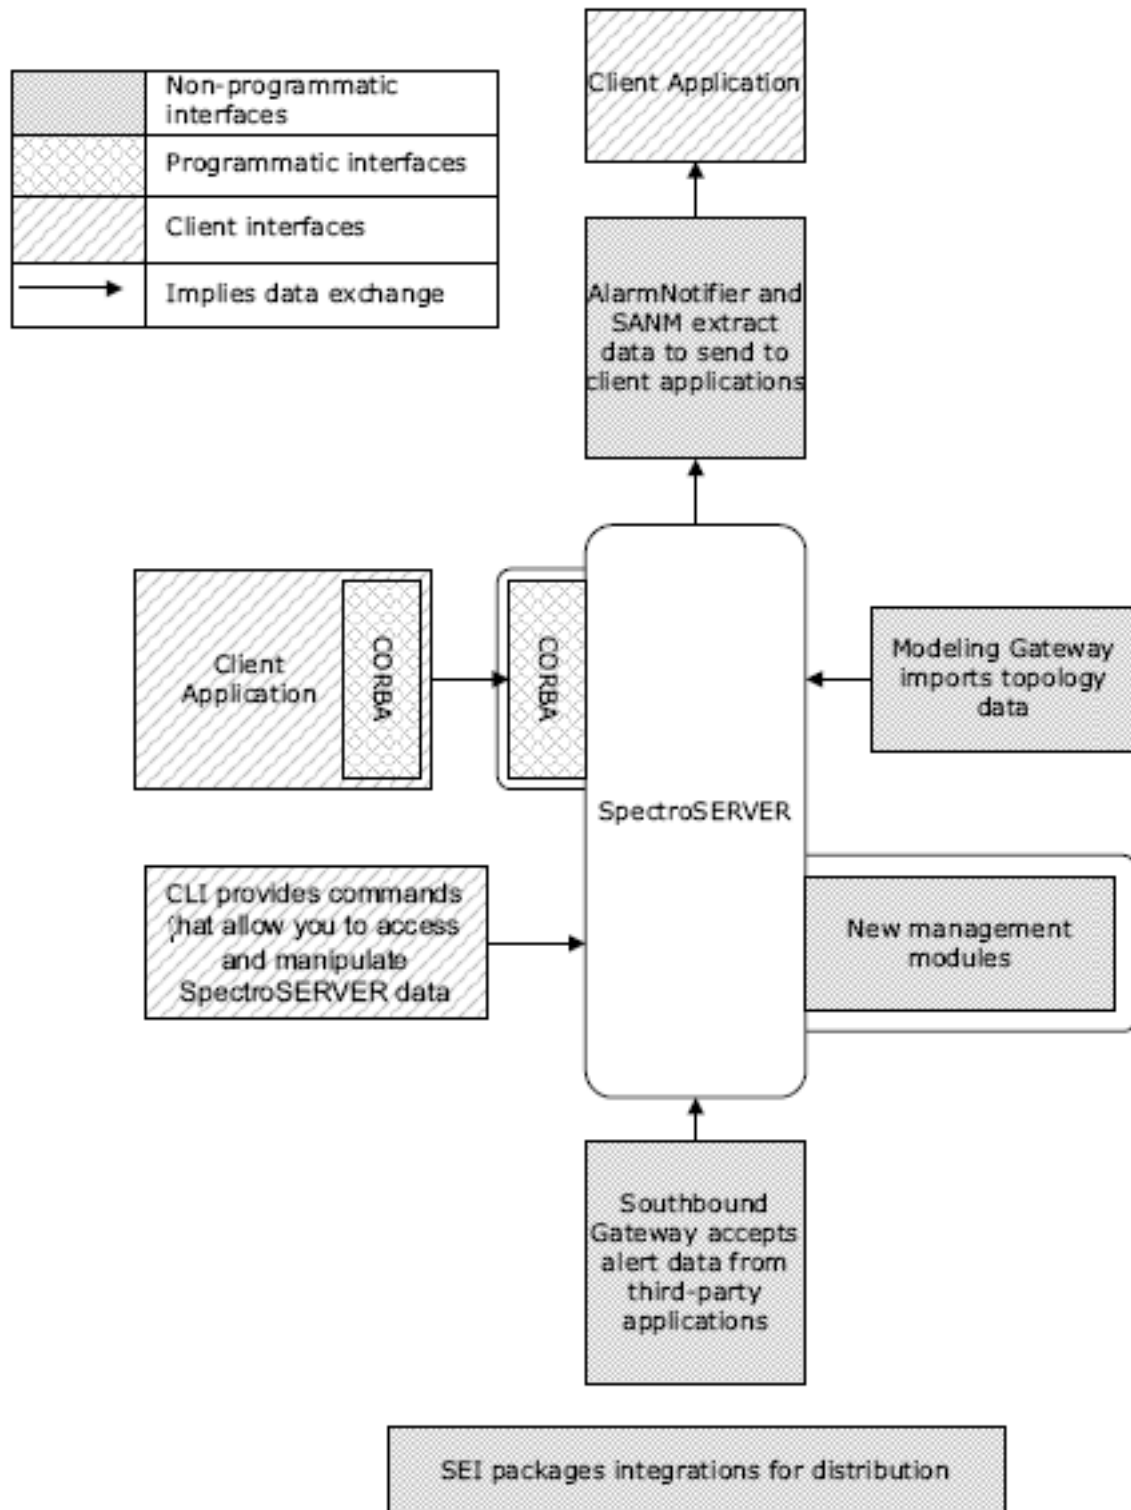 Non-programmatic
interfaces
Programmatic interfaces
Client interfaces
Implies data exchange
Client Application
AlarmNotifier and
SANM extract
data to send to
client applications
Client
Application
CORBA
CORBA
SpectroSERVER
Modeling Gateway
imports topology
data
CLI provides commands
that allow you to access
and manipulate
SpectroSERVER data
New management
modules
Southbound
Gateway accepts
alert data from
third-party
applications
SEI packages integrations for distribution